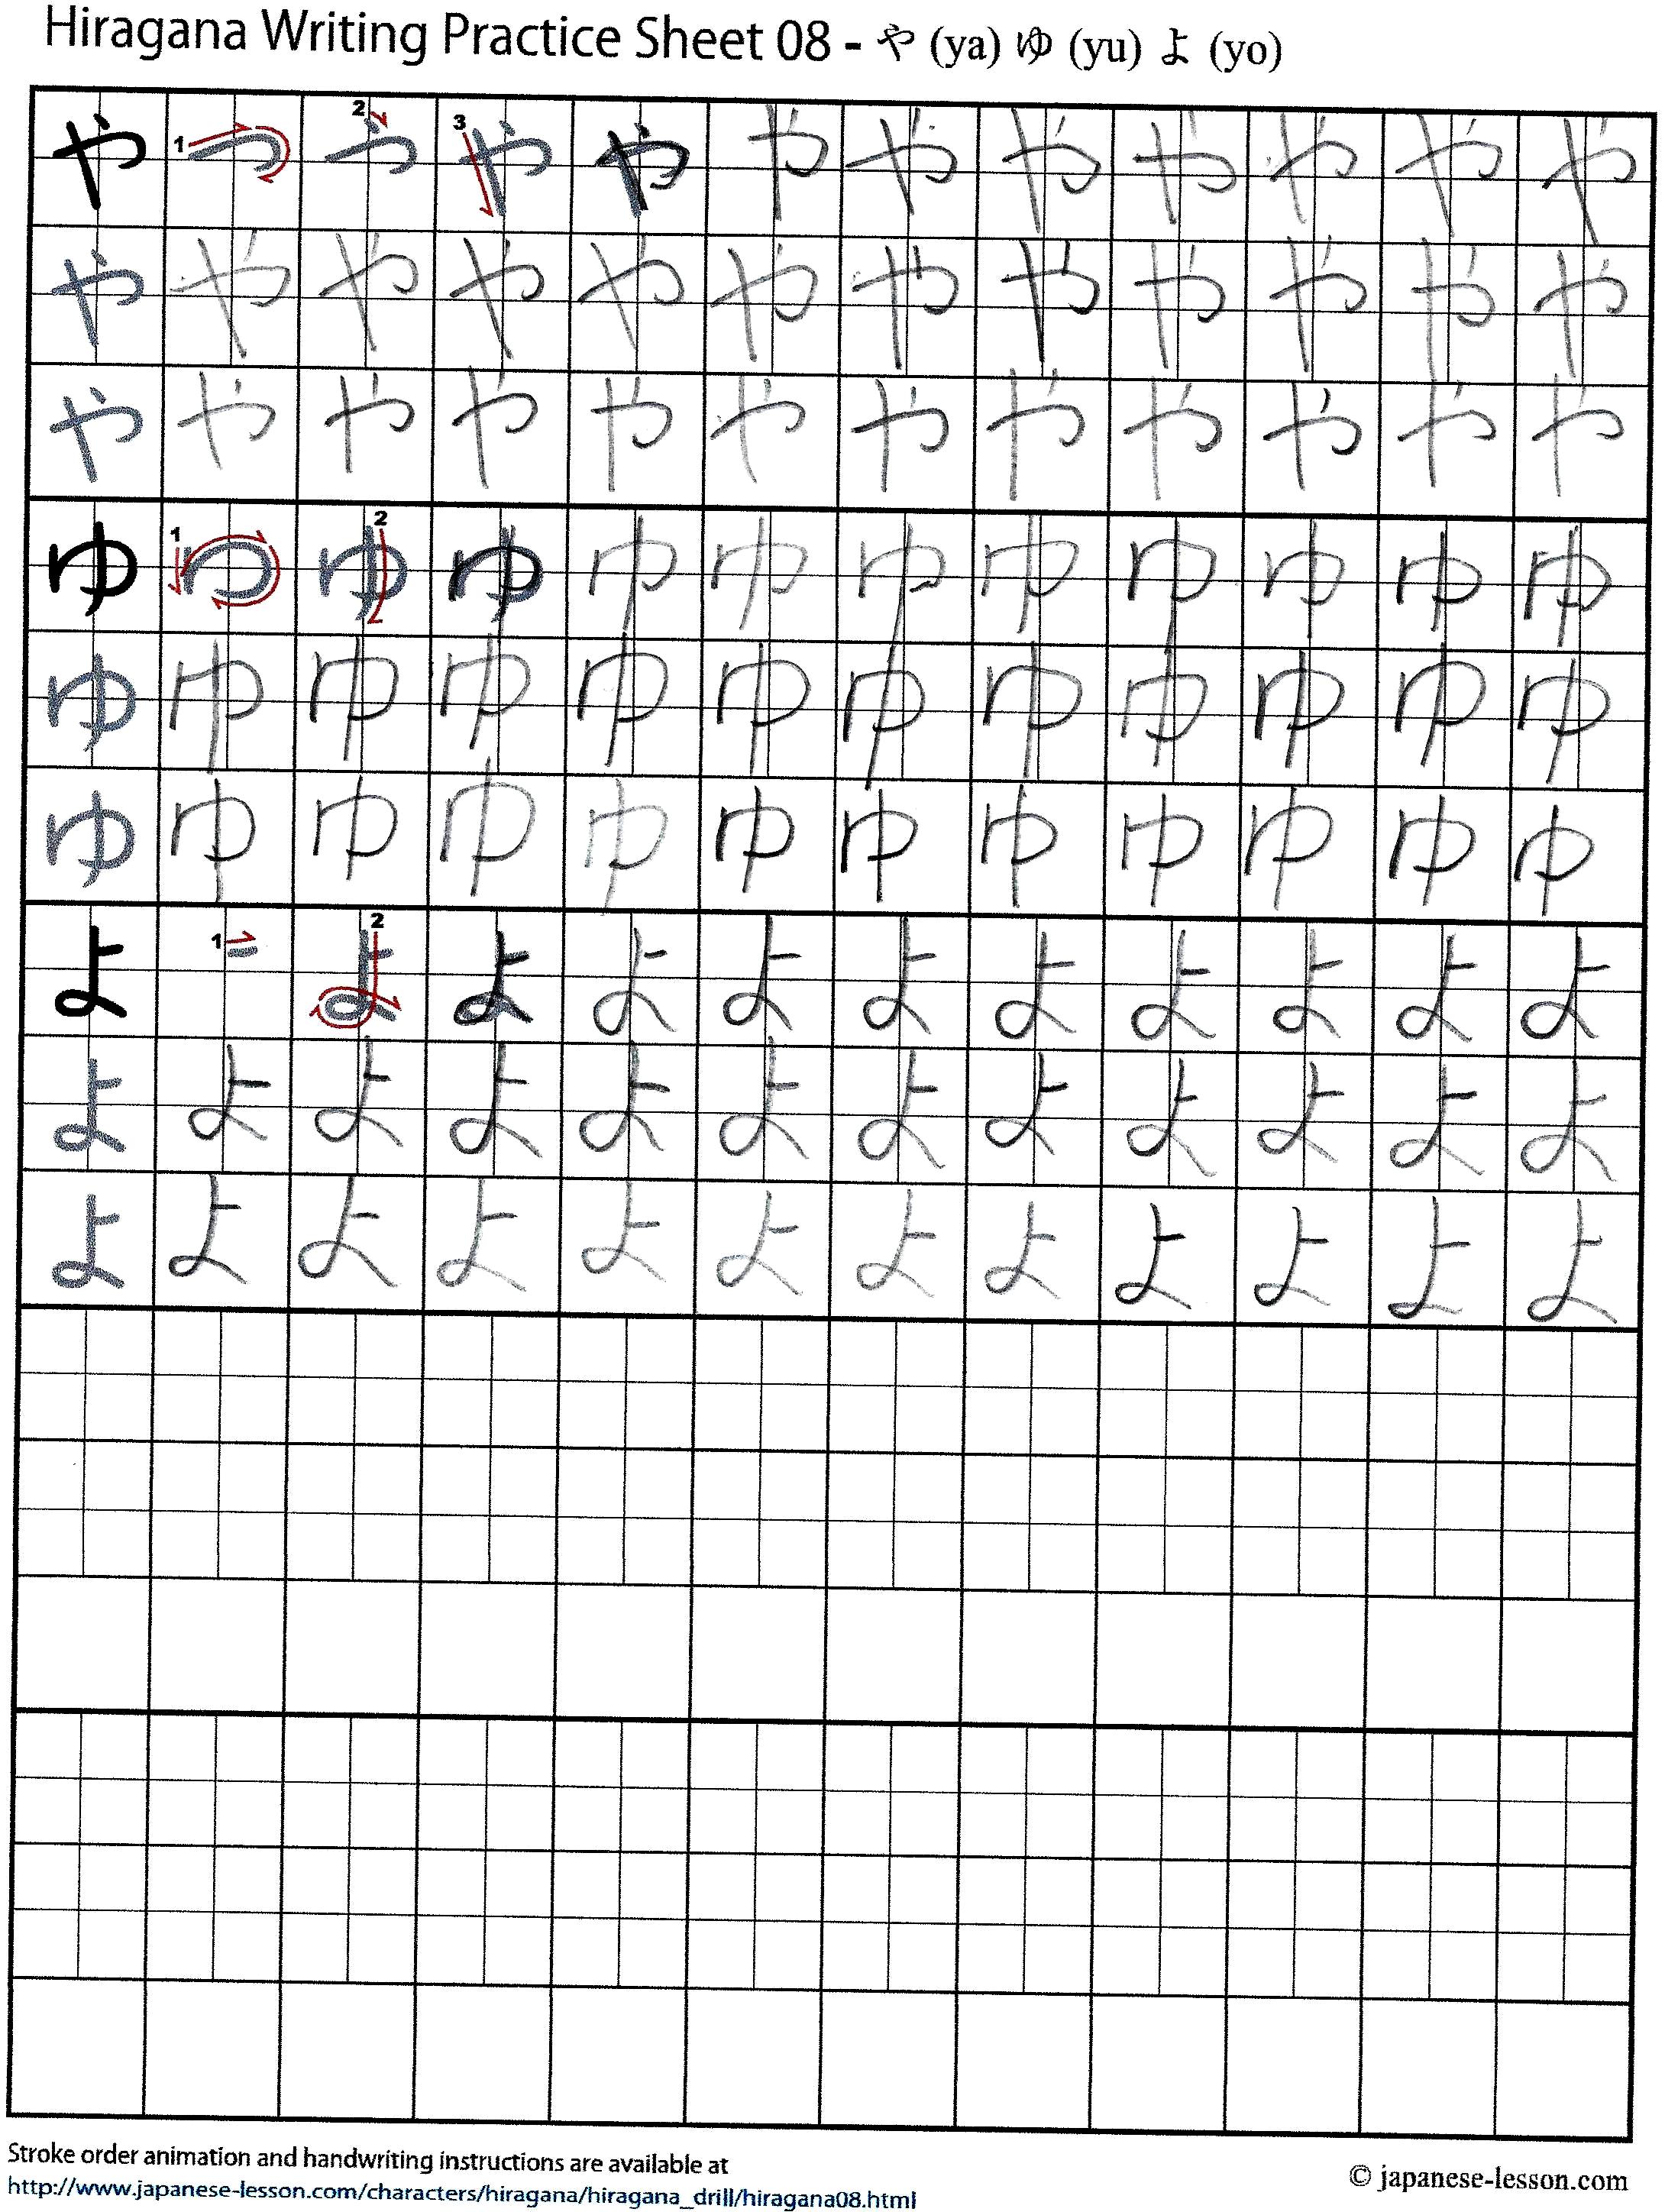 Hiragana Writing Practice Sheet 08 - や (ya) ゆ (yu) よ (yo)
や 1 2 3 や や や や や や や や や
や や や や や や や や や や や や
や や や や や や や や や や や や
ゆ 1 2 ゆ ゆ ゆ ゆ ゆ ゆ ゆ ゆ ゆ
ゆ ゆ ゆ ゆ ゆ ゆ ゆ ゆ ゆ ゆ ゆ ゆ
ゆ ゆ ゆ ゆ ゆ ゆ ゆ ゆ ゆ ゆ ゆ ゆ
よ 1 2 よ よ よ よ よ よ よ よ よ よ
よ よ よ よ よ よ よ よ よ よ よ よ
よ よ よ よ よ よ よ よ よ よ よ よ
Stroke order animation and handwriting instructions are available at
http://www.japanese-lesson.com/characters/hiragana/hiragana_drill/hiragana08.html
© japanese-lesson.com